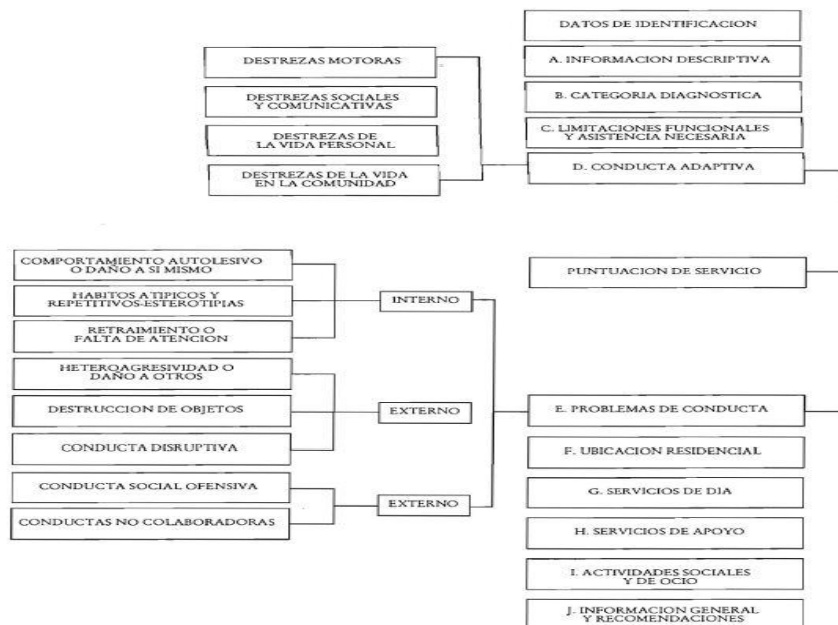 DATOS DE IDENTIFICACION
A. INFORMACION DESCRIPTIVA
B. CATEGORIA DIAGNOSTICA
C. LIMITACIONES FUNCIONALES
Y ASISTENCIA NECESARIA
D. CONDUCTA ADAPTIVA
DESTREZAS MOTORAS
DESTREZAS SOCIALES
Y COMUNICATIVAS
DESTREZAS DE
LA VIDA PERSONAL
DESTREZAS DE LA VIDA
EN LA COMUNIDAD
PUNTUACION DE SERVICIO
COMPORTAMIENTO AUTOLESIVO
O DAÑO A SI MISMO
HABITOS ATIPICOS Y
REPETITIVOS-ESTEROTIPIAS
RETRAIMIENTO O
FALTA DE ATENCION
INTERNO
HETEROAGRESIVIDAD O
DAÑO A OTROS
DESTRUCCION DE OBJETOS
CONDUCTA DISRUPTIVA
EXTERNO
CONDUCTA SOCIAL OFENSIVA
CONDUCTAS NO COLABORADORAS
EXTERNO
E. PROBLEMAS DE CONDUCTA
F. UBICACION RESIDENCIAL
G. SERVICIOS DE DIA
H. SERVICIOS DE APOYO
I. ACTIVIDADES SOCIALES
Y DE OCIO
J. INFORMACION GENERAL
Y RECOMENDACIONES